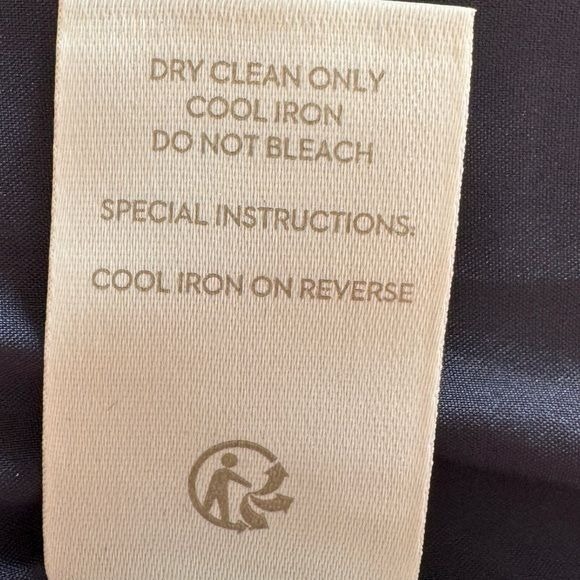 DRY CLEAN ONLY
COOL IRON
DO NOT BLEACH
SPECIAL INSTRUCTIONS:
COOL IRON ON REVERSE